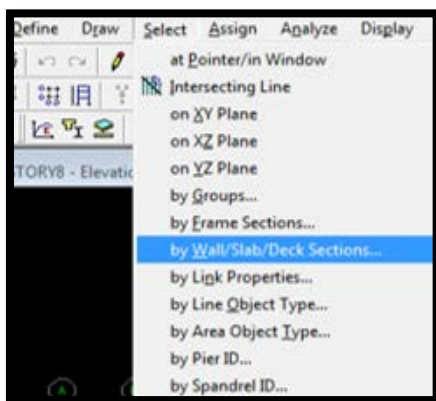 Define Draw Select Assign Analyze Display
at Pointer/in Window
Intersecting Line
on XY Plane
on XZ Plane
on YZ Plane
by Groups...
by Frame Sections...
by Wall/Slab/Deck Sections...
by Link Properties...
by Line Object Type...
by Area Object Type...
by Pier ID...
by Spandrel ID...
STORY8 - Elevatic
A